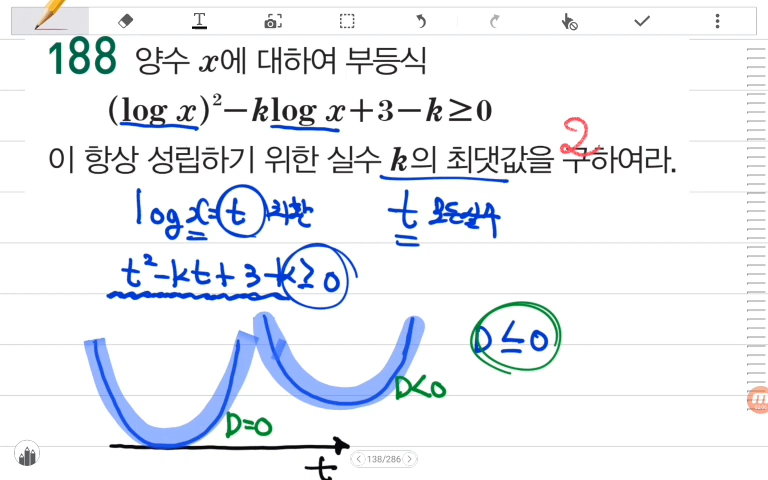 188 양수 x에 대하여 부등식
(log x)²−klog x+3−k≥0
이 항상 성립하기 위한 실수 k의 최댓값을 구하여라.
2
log x=t 치환
t 모든실수
t²−kt+3−k≥0
D≤0
D<0
D=0
t
138/286